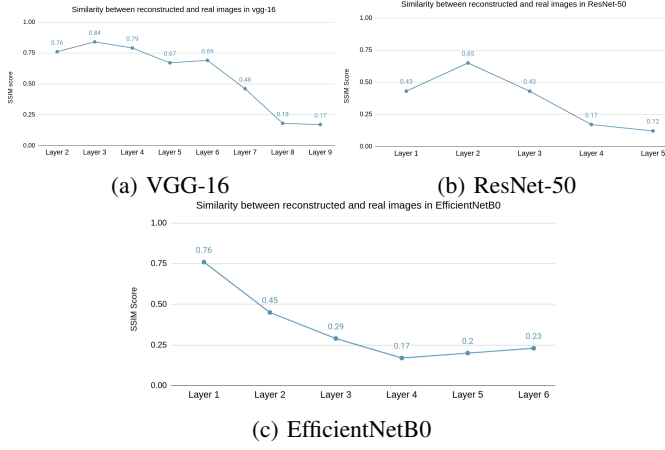 Similarity between reconstructed and real images in vgg-16
SSIM score
1.00
0.75
0.50
0.25
0.00
0.76
0.84
0.79
0.67
0.69
0.46
0.18
0.17
Layer 2 Layer 3 Layer 4 Layer 5 Layer 6 Layer 7 Layer 8 Layer 9
(a) VGG-16
Similarity between reconstructed and real images in ResNet-50
SSIM Score
1.00
0.75
0.50
0.25
0.00
0.43
0.65
0.43
0.17
0.12
Layer 1 Layer 2 Layer 3 Layer 4 Layer 5
(b) ResNet-50
Similarity between reconstructed and real images in EfficientNetB0
SSIM Score
1.00
0.75
0.50
0.25
0.00
0.76
0.45
0.29
0.17
0.2
0.23
Layer 1 Layer 2 Layer 3 Layer 4 Layer 5 Layer 6
(c) EfficientNetB0